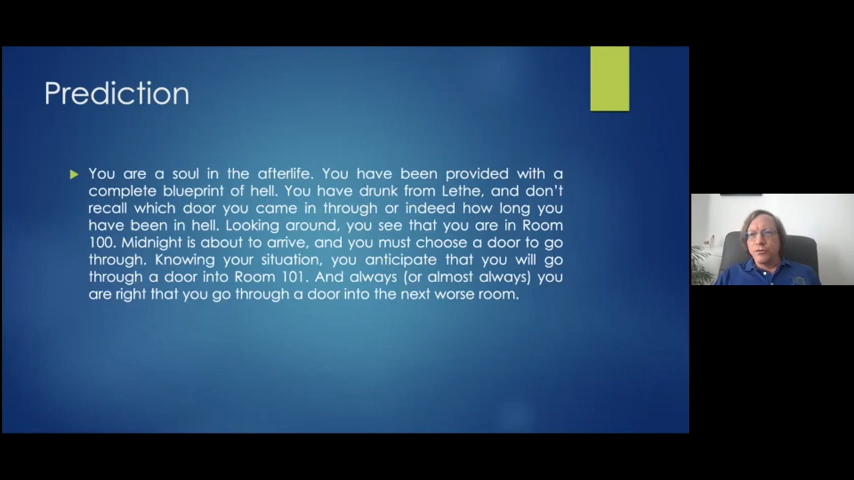 Prediction
You are a soul in the afterlife. You have been provided with a
complete blueprint of hell. You have drunk from Lethe, and don't
recall which door you came in through or indeed how long you
have been in hell. Looking around, you see that you are in Room
100. Midnight is about to arrive, and you must choose a door to go
through. Knowing your situation, you anticipate that you will go
through a door into Room 101. And always (or almost always) you
are right that you go through a door into the next worse room.